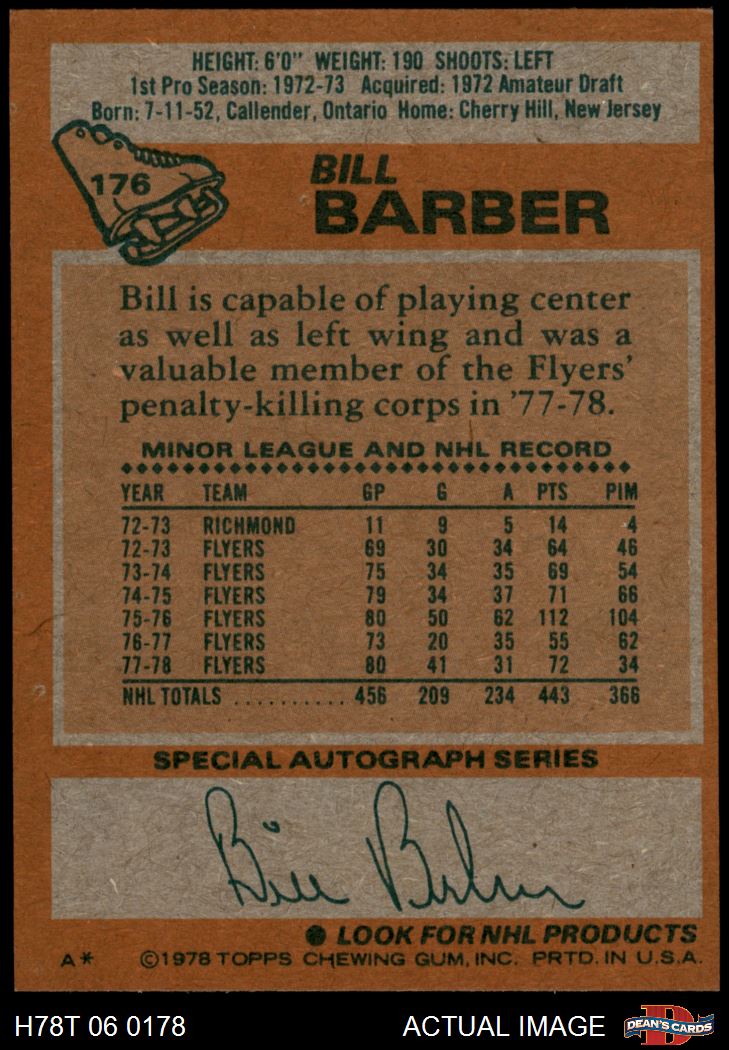 HEIGHT: 6'0" WEIGHT: 190 SHOOTS: LEFT
1st Pro Season: 1972-73 Acquired: 1972 Amateur Draft
Born: 7-11-52, Callender, Ontario Home: Cherry Hill, New Jersey
176
BILL
BARBER
Bill is capable of playing center
as well as left wing and was a
valuable member of the Flyers'
penalty-killing corps in '77-78.
MINOR LEAGUE AND NHL RECORD
YEAR TEAM GP G A PTS PIM
72-73 RICHMOND 11 9 5 14 4
72-73 FLYERS 69 30 34 64 46
73-74 FLYERS 75 34 35 69 54
74-75 FLYERS 79 34 37 71 66
75-76 FLYERS 80 50 62 112 104
76-77 FLYERS 73 20 35 55 62
77-78 FLYERS 80 41 31 72 34
NHL TOTALS .......... 456 209 234 443 366
SPECIAL AUTOGRAPH SERIES
Bill Barber
LOOK FOR NHL PRODUCTS
A* ©1978 TOPPS CHEWING GUM, INC. PRTD. IN U.S.A.
H78T 06 0178 ACTUAL IMAGE DEAN'S CARDS